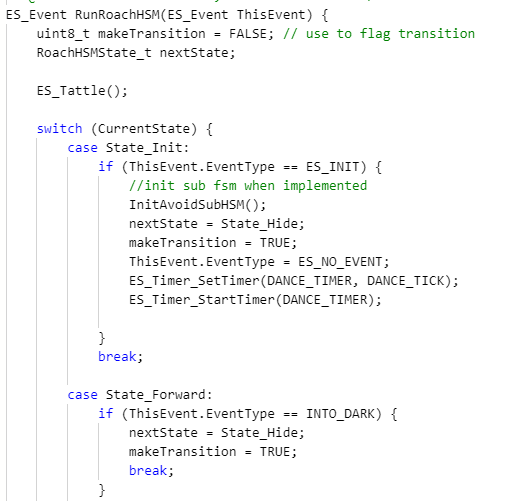 ES_Event RunRoachHSM(ES_Event ThisEvent) {
    uint8_t makeTransition = FALSE; // use to flag transition
    RoachHSMState_t nextState;

    ES_Tattle();

    switch (CurrentState) {
        case State_Init:
            if (ThisEvent.EventType == ES_INIT) {
                //init sub fsm when implemented
                InitAvoidSubHSM();
                nextState = State_Hide;
                makeTransition = TRUE;
                ThisEvent.EventType = ES_NO_EVENT;
                ES_Timer_SetTimer(DANCE_TIMER, DANCE_TICK);
                ES_Timer_StartTimer(DANCE_TIMER);

            }
            break;

        case State_Forward:
            if (ThisEvent.EventType == INTO_DARK) {
                nextState = State_Hide;
                makeTransition = TRUE;
                break;
            }